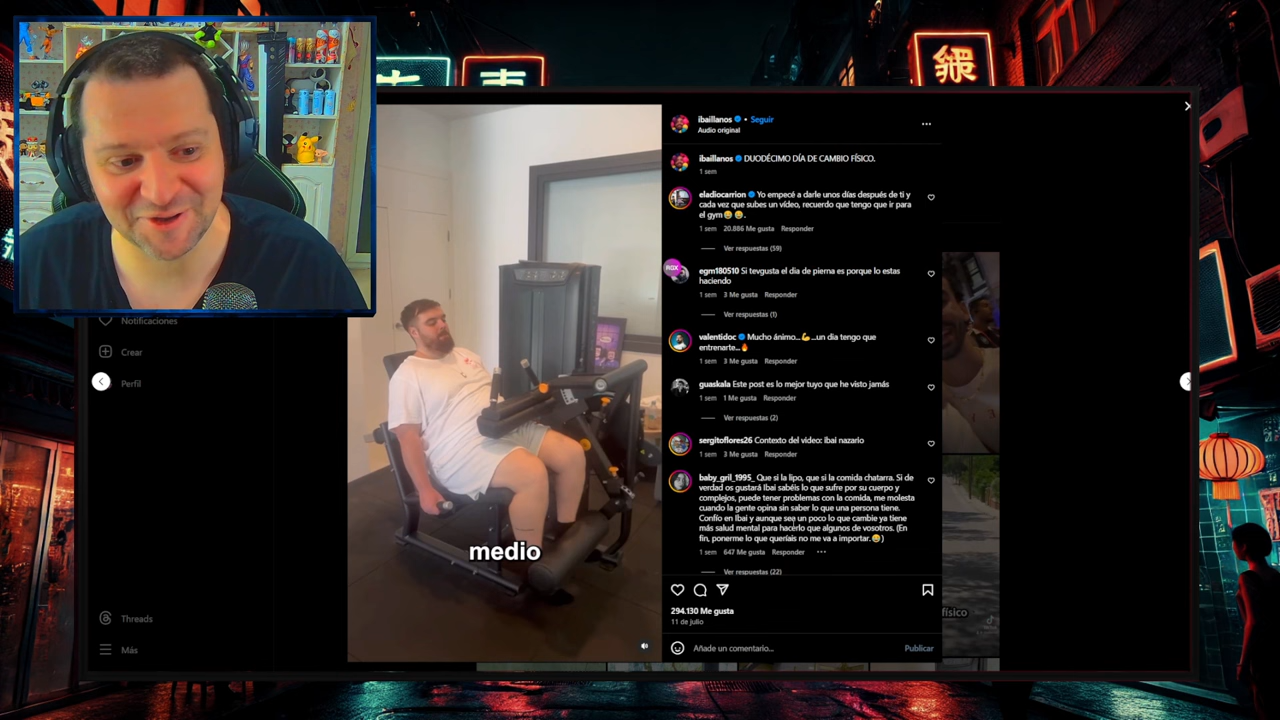 Notificaciones
Crear
Perfil
Threads
Más
medio
ibaillanos • Seguir
Audio original
ibaillanos DUODÉCIMO DÍA DE CAMBIO FÍSICO.
1 sem
eladiocarrion Yo empecé a darle unos días después de ti y
cada vez que subes un vídeo, recuerdo que tengo que ir para
el gym😅😅.
1 sem 20.886 Me gusta Responder
Ver respuestas (59)
egm180510 Si tevgusta el dia de pierna es porque lo estas
haciendo
1 sem 3 Me gusta Responder
Ver respuestas (1)
valentidoc Mucho ánimo...💪...un dia tengo que
entrenarte...🔥
1 sem 3 Me gusta Responder
guaskala Este post es lo mejor tuyo que he visto jamás
1 sem 1 Me gusta Responder
Ver respuestas (2)
sergitoflores26 Contexto del video: ibai nazario
1 sem 3 Me gusta Responder
baby_gril_1995_ Que si la lipo, que si la comida chatarra. Si de
verdad os gustará Ibai sabéis lo que sufre por su cuerpo y
complejos, puede tener problemas con la comida, me molesta
cuando la gente opina sin saber lo que una persona tiene.
Confío en Ibai y aunque sea un poco lo que cambie ya tiene
más salud mental para hacerlo que algunos de vosotros. (En
fin, ponerme lo que queríais no me va a importar.😅)
1 sem 647 Me gusta Responder •••
Ver respuestas (22)
294.130 Me gusta
11 de julio
Añade un comentario...
Publicar
físico